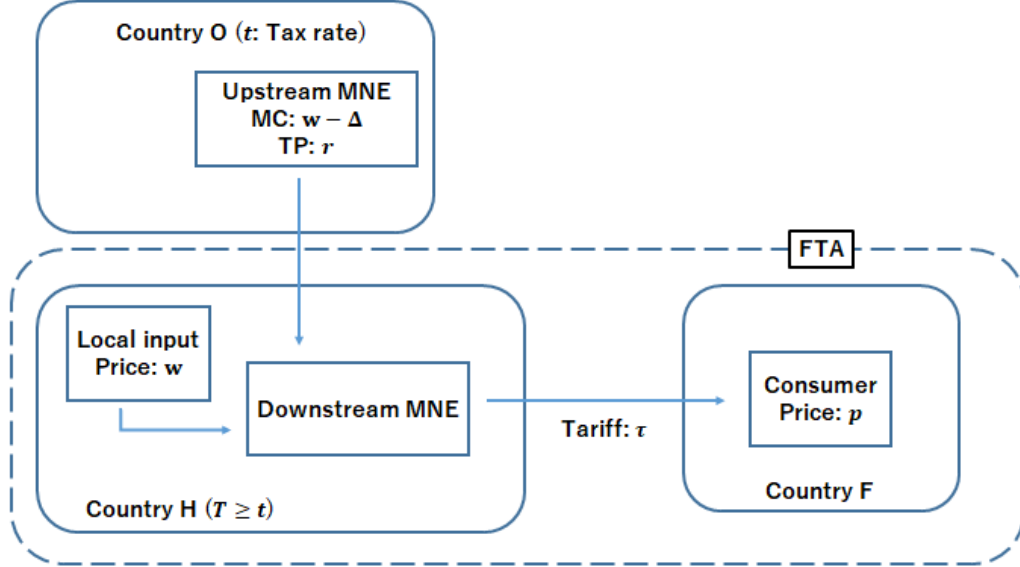 Country O (t: Tax rate)
Upstream MNE
MC: w − Δ
TP: r
FTA
Local input
Price: w
Downstream MNE
Tariff: τ
Consumer
Price: p
Country F
Country H (T ≥ t)